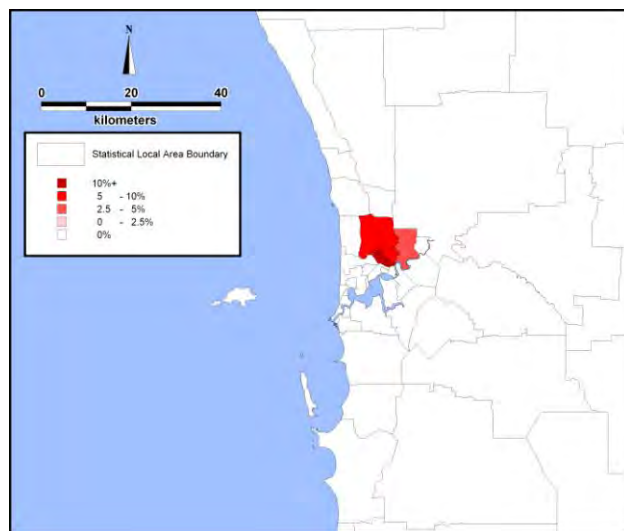 N
0 20 40
kilometers
Statistical Local Area Boundary
10%+
5 - 10%
2.5 - 5%
0 - 2.5%
0%